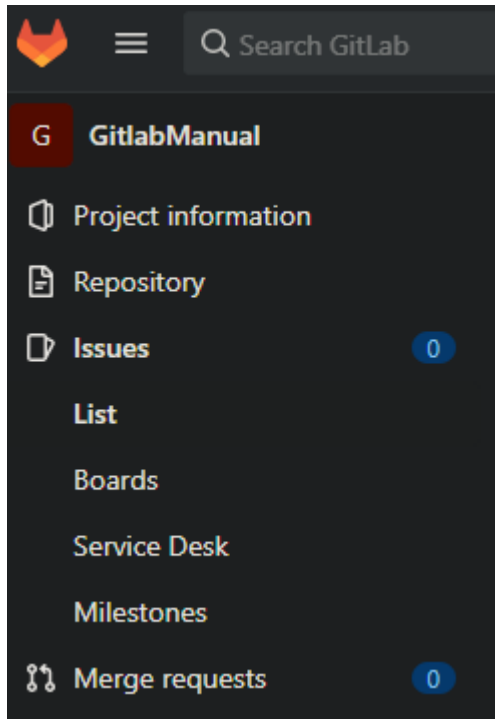 Search GitLab
G GitlabManual
Project information
Repository
Issues 0
List
Boards
Service Desk
Milestones
Merge requests 0